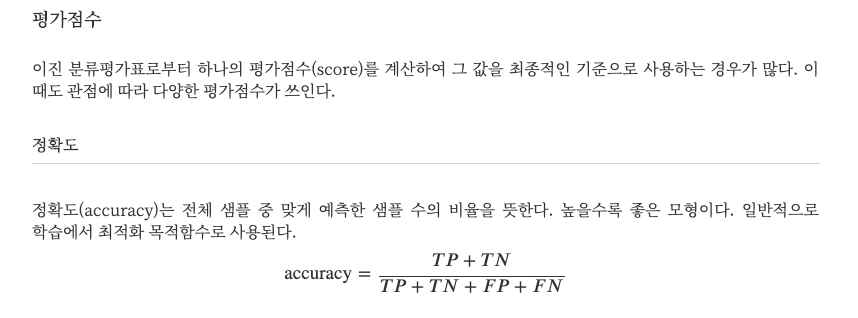 평가점수
이진 분류평가표로부터 하나의 평가점수(score)를 계산하여 그 값을 최종적인 기준으로 사용하는 경우가 많다. 이
때도 관점에 따라 다양한 평가점수가 쓰인다.
정확도
정확도(accuracy)는 전체 샘플 중 맞게 예측한 샘플 수의 비율을 뜻한다. 높을수록 좋은 모형이다. 일반적으로
학습에서 최적화 목적함수로 사용된다.
TP + TN
accuracy =
TP + TN + FP + FN